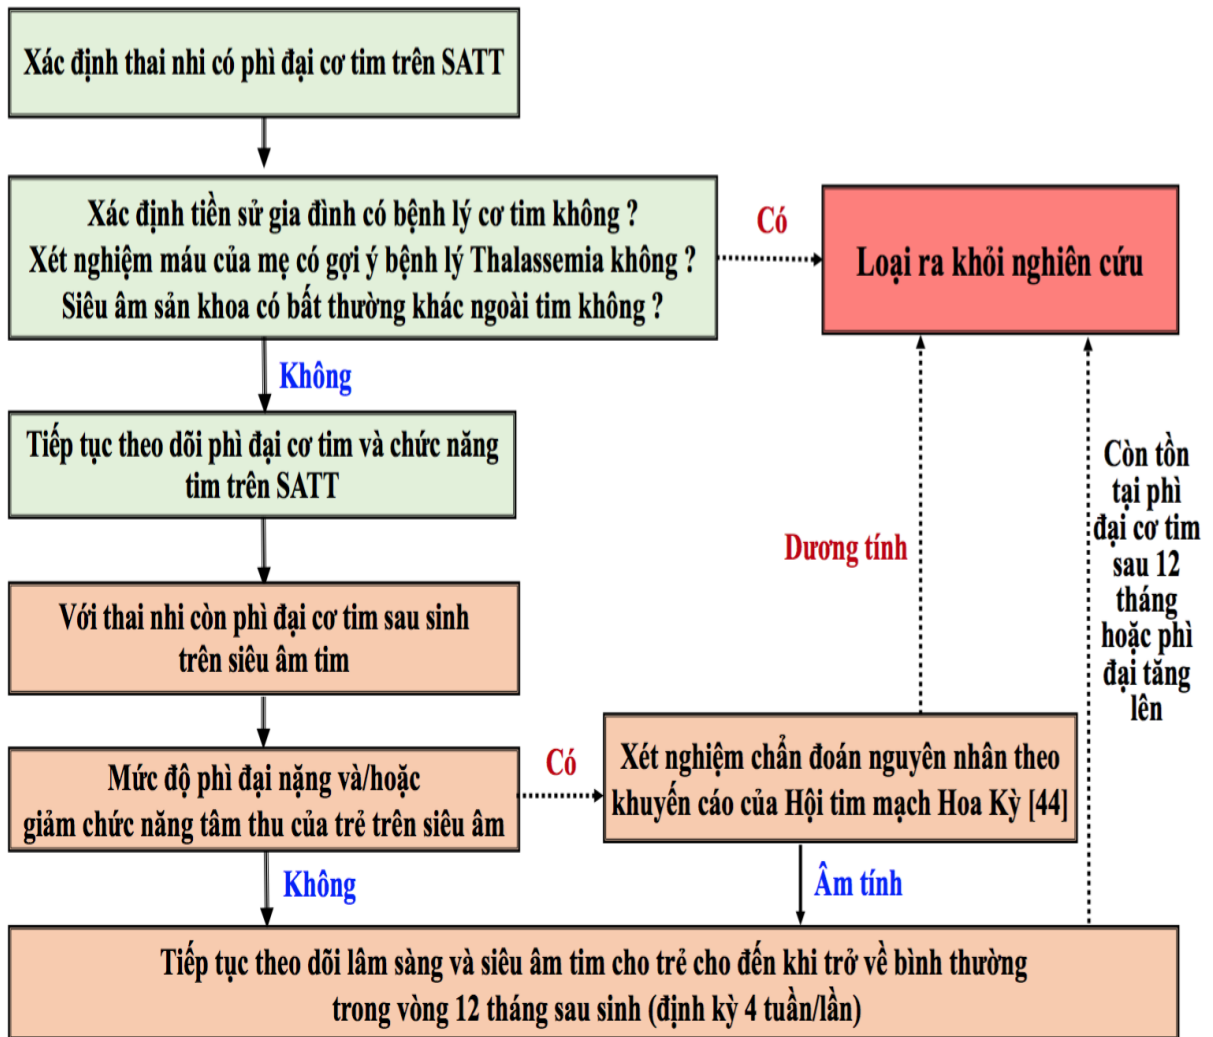 Xác định thai nhi có phì đại cơ tim trên SATT
Xác định tiền sử gia đình có bệnh lý cơ tim không ?
Xét nghiệm máu của mẹ có gợi ý bệnh lý Thalassemia không ?
Siêu âm sản khoa có bất thường khác ngoài tim không ?
Có
Loại ra khỏi nghiên cứu
Không
Tiếp tục theo dõi phì đại cơ tim và chức năng
tim trên SATT
Với thai nhi còn phì đại cơ tim sau sinh
trên siêu âm tim
Mức độ phì đại nặng và/hoặc
giảm chức năng tâm thu của trẻ trên siêu âm
Có
Xét nghiệm chẩn đoán nguyên nhân theo
khuyến cáo của Hội tim mạch Hoa Kỳ [44]
Dương tính
Còn tồn
tại phì
đại cơ tim
sau 12
tháng
hoặc phì
đại tăng
lên
Không
Âm tính
Tiếp tục theo dõi lâm sàng và siêu âm tim cho trẻ cho đến khi trở về bình thường
trong vòng 12 tháng sau sinh (định kỳ 4 tuần/lần)